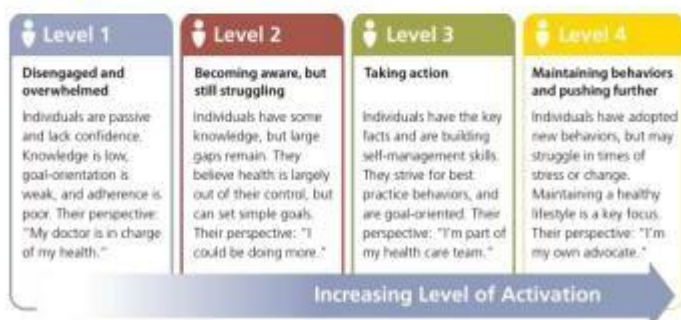 Level 1
Disengaged and
overwhelmed
Individuals are passive
and lack confidence.
Knowledge is low,
goal-orientation is
weak, and adherence is
poor. Their perspective:
"My doctor is in charge
of my health."
Level 2
Becoming aware, but
still struggling
Individuals have some
knowledge, but large
gaps remain. They
believe health is largely
out of their control, but
can set simple goals.
Their perspective: "I
could be doing more."
Level 3
Taking action
Individuals have the key
facts and are building
self-management skills.
They strive for best
practice behaviors, and
are goal-oriented. Their
perspective: "I'm part of
my health care team."
Level 4
Maintaining behaviors
and pushing further
Individuals have adopted
new behaviors, but may
struggle in times of
stress or change.
Maintaining a healthy
lifestyle is a key focus.
Their perspective: "I'm
my own advocate."
Increasing Level of Activation